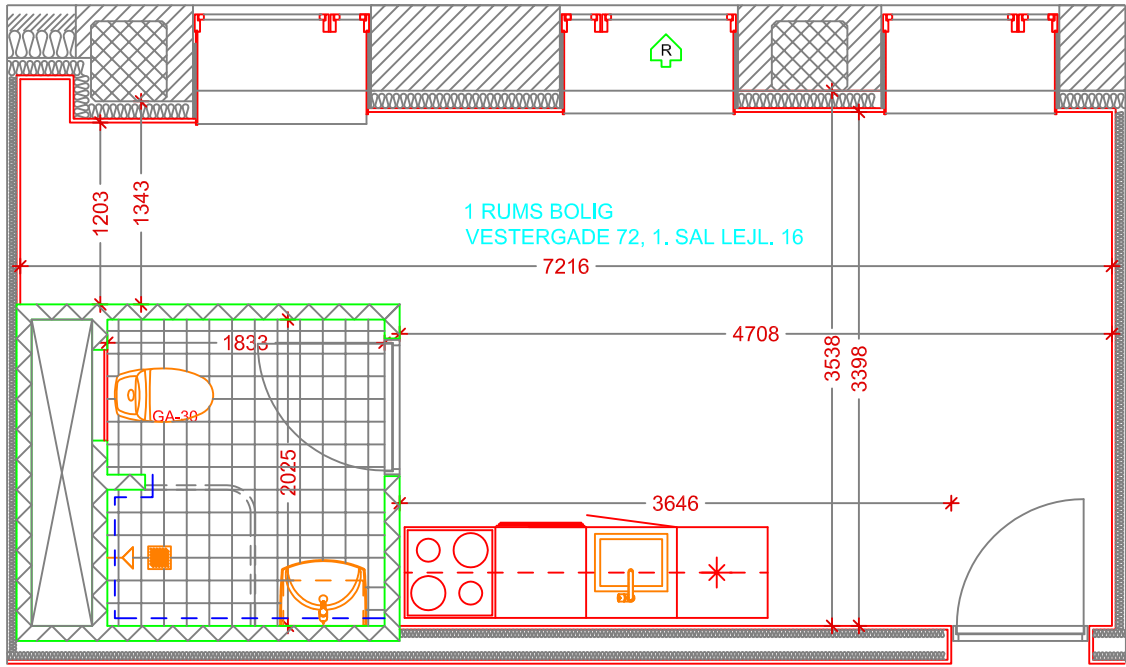 R
1203
1343
1 RUMS BOLIG
VESTERGADE 72, 1. SAL LEJL. 16
7216
1833
4708
3538
3398
GA-30
2025
3646